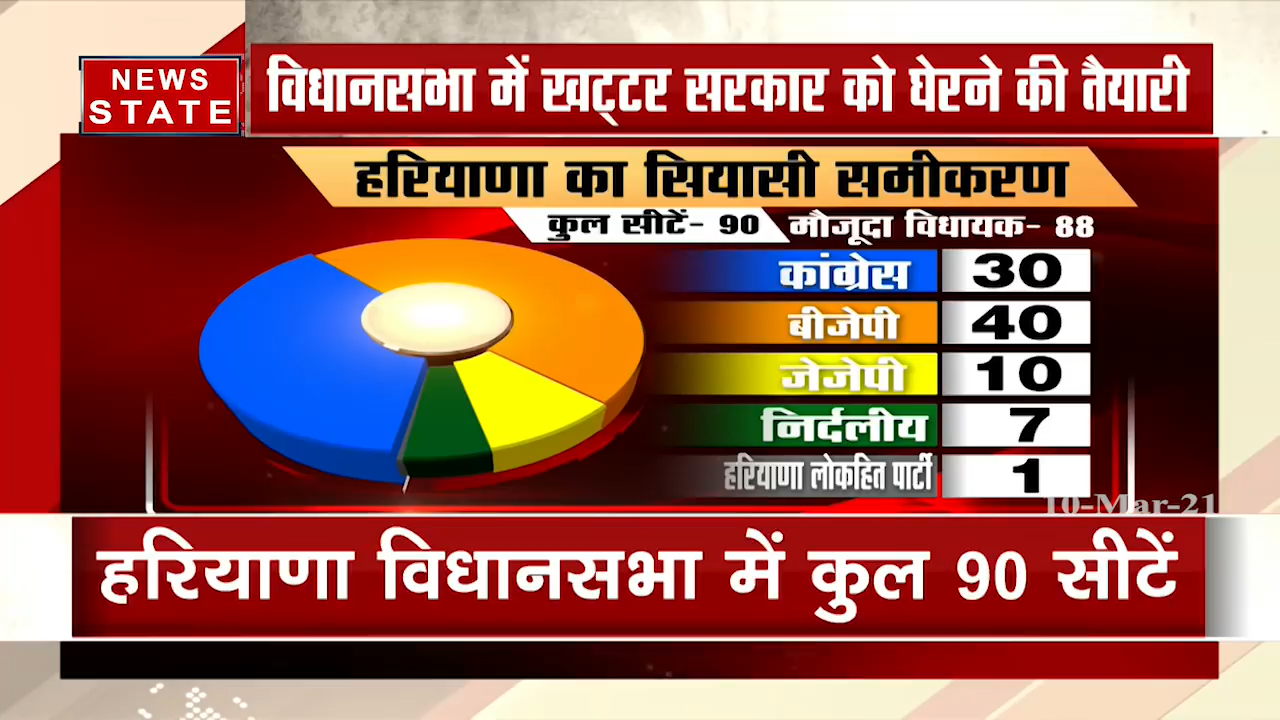 NEWS
STATE
विधानसभा में खट्टर सरकार को घेरने की तैयारी
हरियाणा का सियासी समीकरण
कुल सीटें- 90 मौजूदा विधायक- 88
कांग्रेस 30
बीजेपी 40
जेजेपी 10
निर्दलीय 7
हरियाणा लोकहित पार्टी 1
10-Mar-21
हरियाणा विधानसभा में कुल 90 सीटें